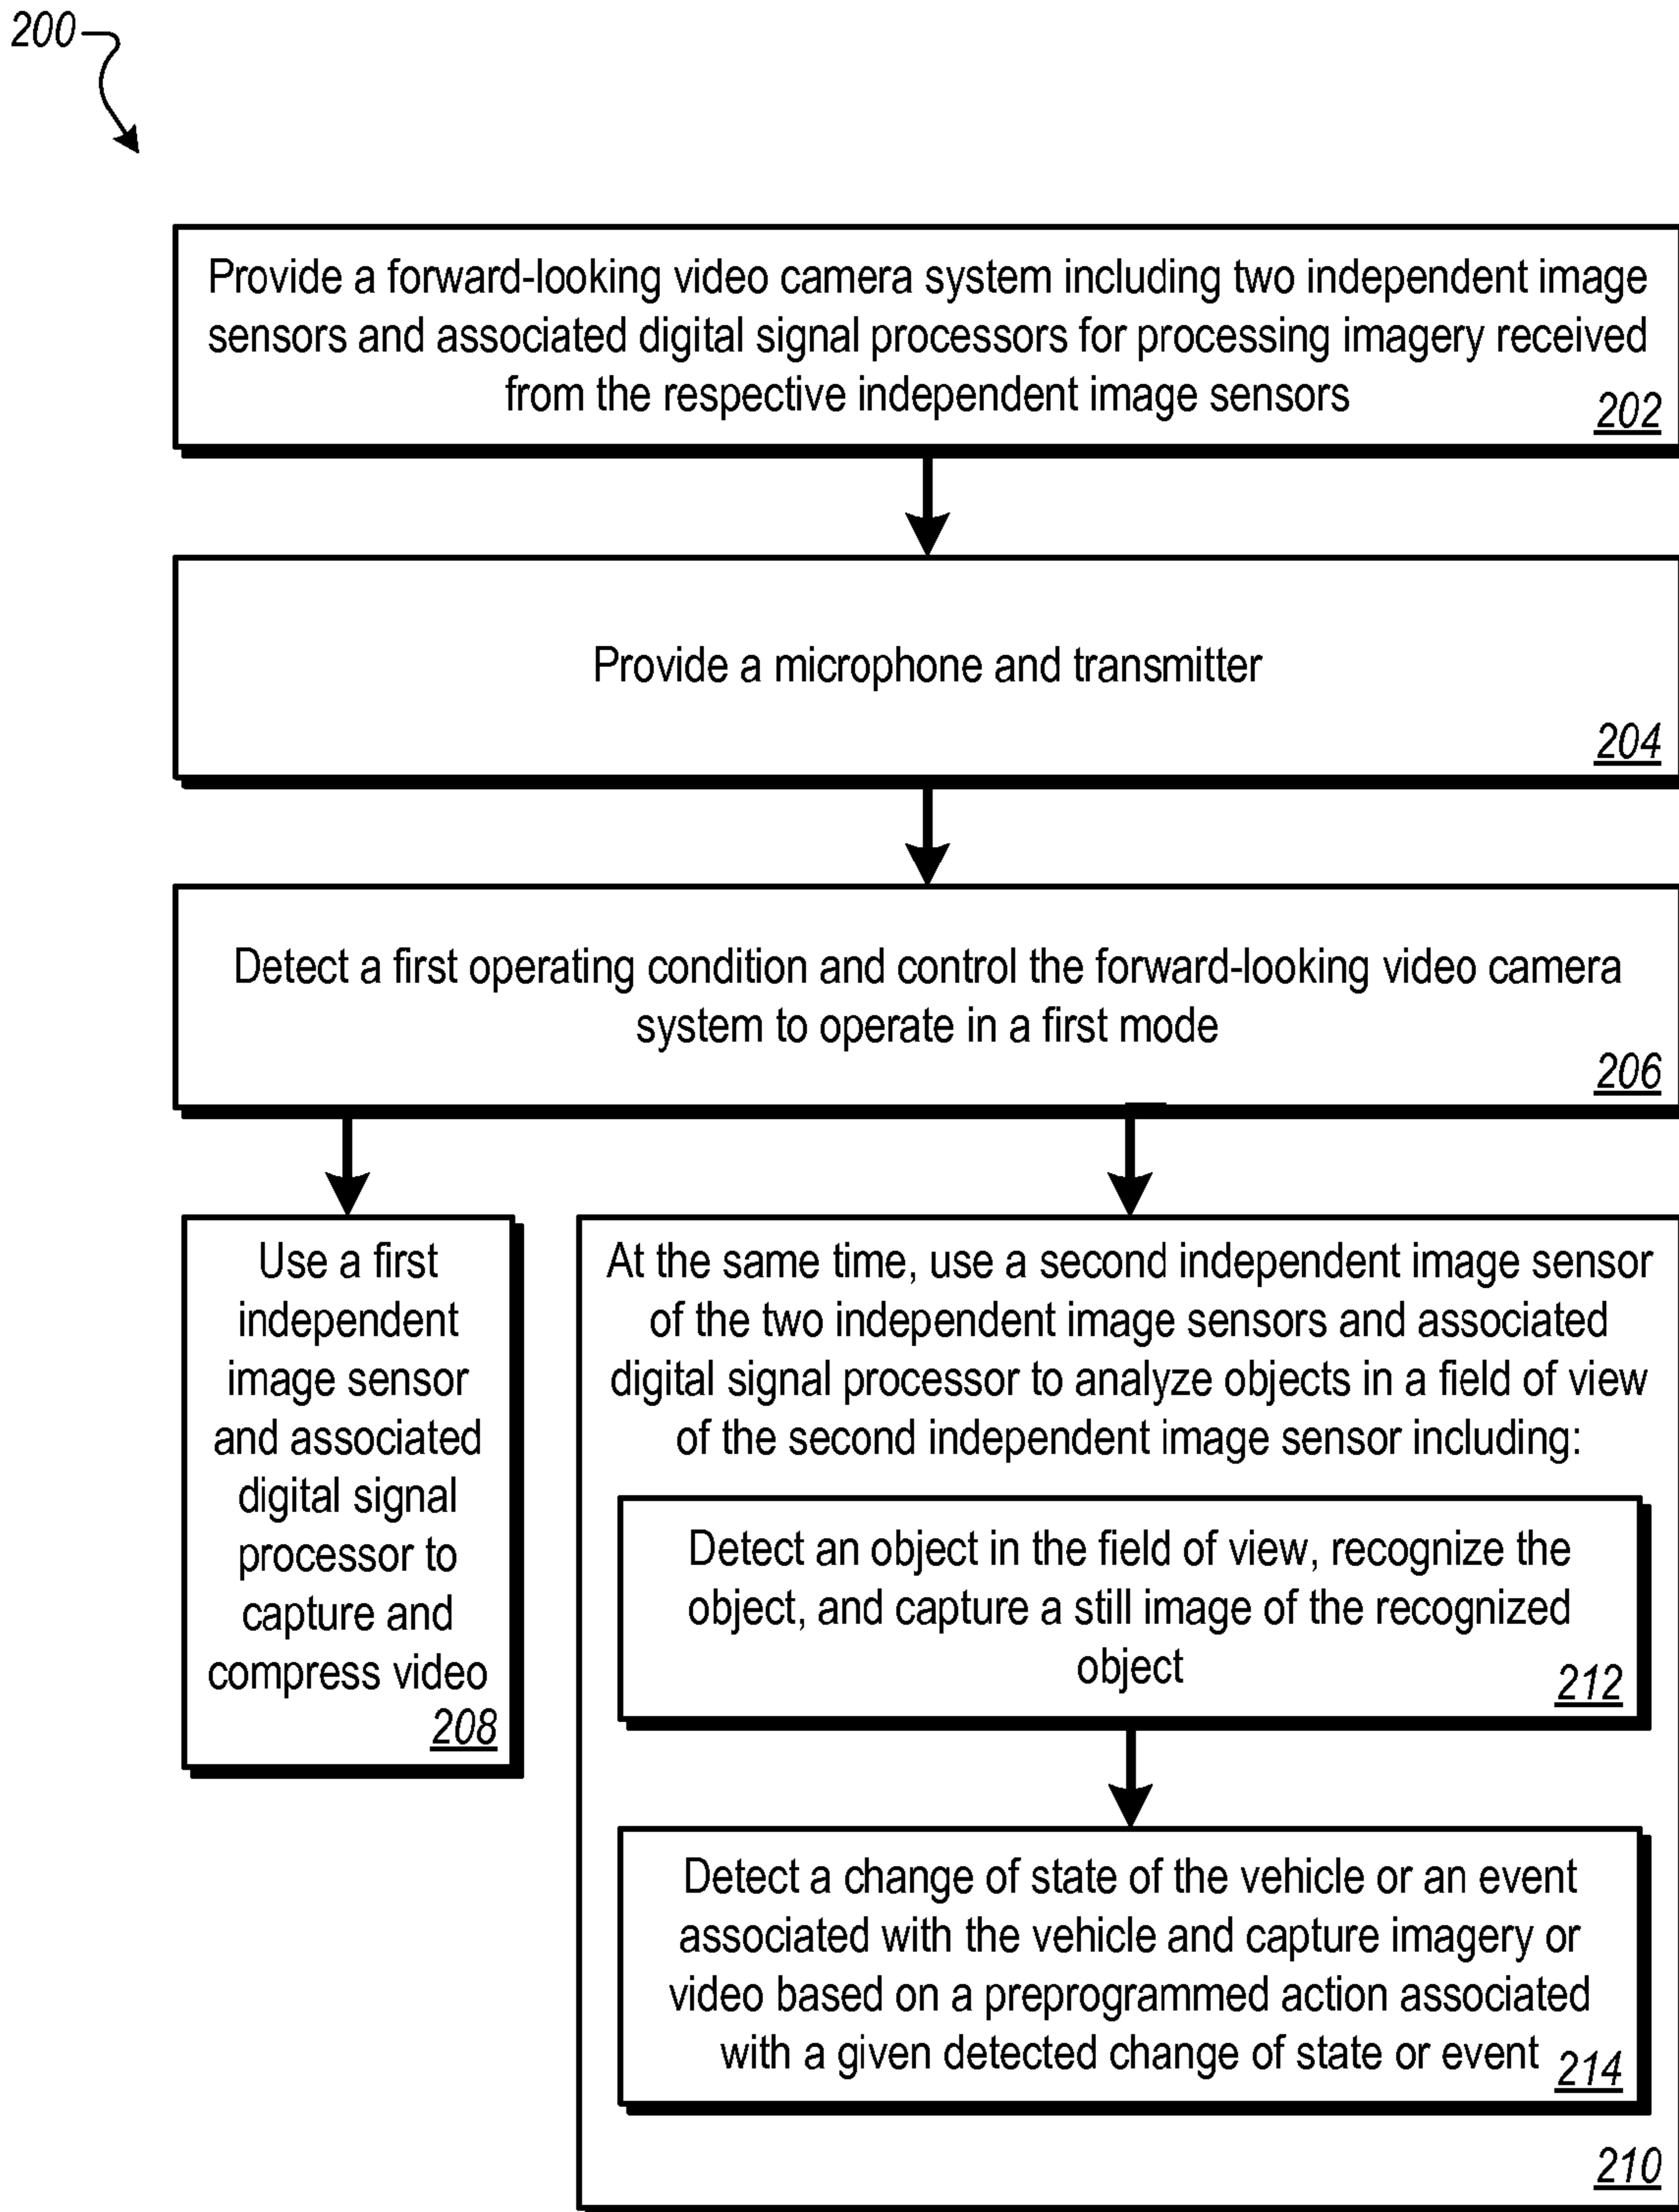 200
Provide a forward-looking video camera system including two independent image
sensors and associated digital signal processors for processing imagery received
from the respective independent image sensors
202
Provide a microphone and transmitter
204
Detect a first operating condition and control the forward-looking video camera
system to operate in a first mode
206
Use a first
independent
image sensor
and associated
digital signal
processor to
capture and
compress video
208
At the same time, use a second independent image sensor
of the two independent image sensors and associated
digital signal processor to analyze objects in a field of view
of the second independent image sensor including:
Detect an object in the field of view, recognize the
object, and capture a still image of the recognized
object
212
Detect a change of state of the vehicle or an event
associated with the vehicle and capture imagery or
video based on a preprogrammed action associated
with a given detected change of state or event
214
210